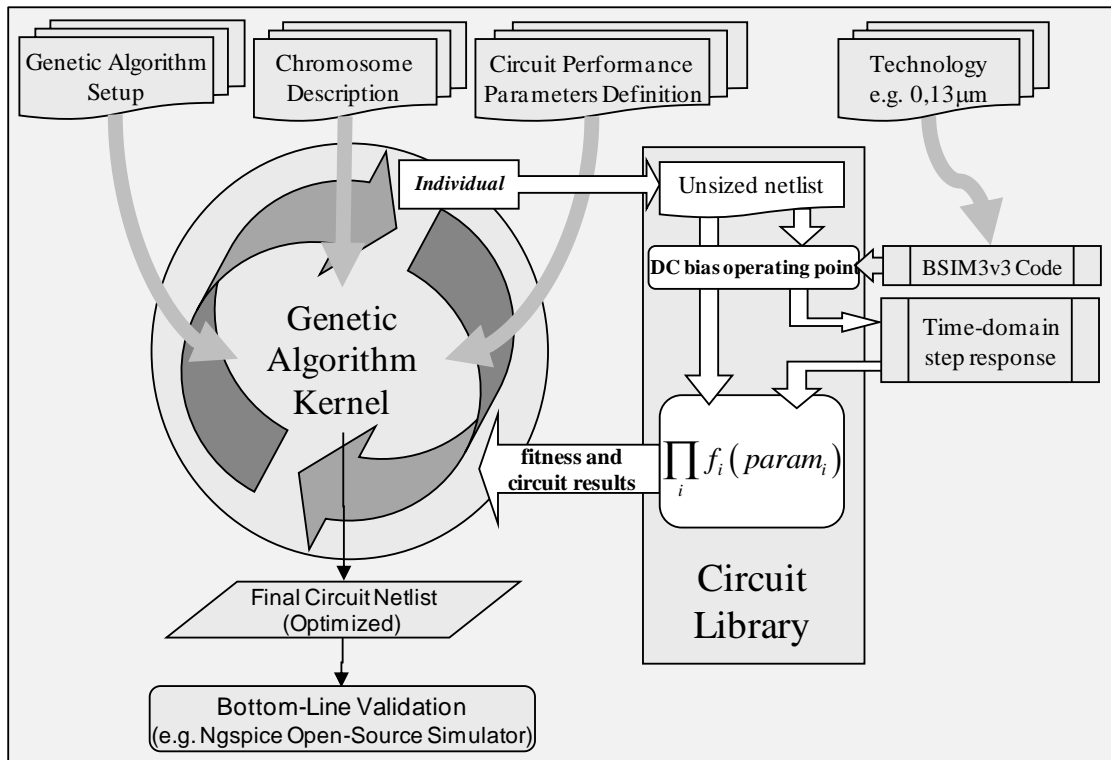 Genetic Algorithm
Setup
Chromosome
Description
Circuit Performance
Parameters Definition
Technology
e.g. 0,13µm
Individual
Unsized netlist
DC bias operating point
BSIM3v3 Code
Time-domain
step response
Genetic
Algorithm
Kernel
fitness and
circuit results
∏ f_i (param_i)
i
Circuit
Library
Final Circuit Netlist
(Optimized)
Bottom-Line Validation
(e.g. Ngspice Open-Source Simulator)